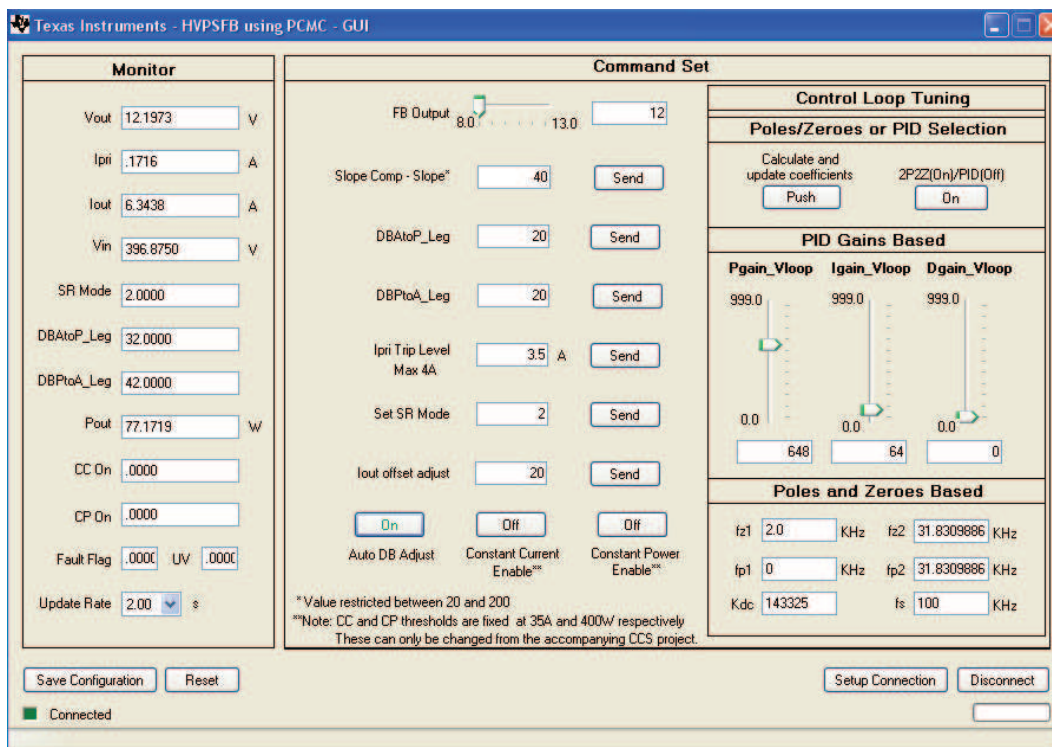 Texas Instruments - HVPSFB using PCMC - GUI
Monitor
Vout 12.1973 V
Ipri .1716 A
Iout 6.3438 A
Vin 396.8750 V
SR Mode 2.0000
DBAtoP_Leg 32.0000
DBPtoA_Leg 42.0000
Pout 77.1719 W
CC On .0000
CP On .0000
Fault Flag .0000 UV .0000
Update Rate 2.00 s
Command Set
FB Output 8.0 13.0 12
Slope Comp - Slope* 40 Send
DBAtoP_Leg 20 Send
DBPtoA_Leg 20 Send
Ipri Trip Level
Max 4A 3.5 A Send
Set SR Mode 2 Send
Iout offset adjust 20 Send
On Off Off
Auto DB Adjust Constant Current Enable** Constant Power Enable**
* Value restricted between 20 and 200
**Note: CC and CP thresholds are fixed at 35A and 400W respectively
These can only be changed from the accompanying CCS project.
Control Loop Tuning
Poles/Zeroes or PID Selection
Calculate and
update coefficients 2P2Z(On)/PID(Off)
Push On
PID Gains Based
Pgain_Vloop Igain_Vloop Dgain_Vloop
999.0 999.0 999.0
0.0 0.0 0.0
648 64 0
Poles and Zeroes Based
fz1 2.0 KHz fz2 31.8309886 KHz
fp1 0 KHz fp2 31.8309886 KHz
Kdc 143325 fs 100 KHz
Save Configuration Reset Setup Connection Disconnect
Connected